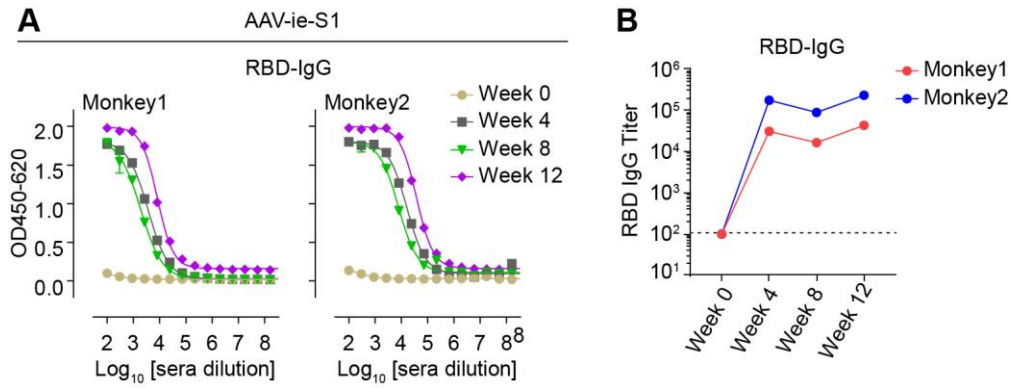 A
AAV-ie-S1
RBD-IgG
Monkey1
Monkey2
Week 0
Week 4
Week 8
Week 12
OD450-620
2.0
1.0
0.5
0.0
2 3 4 5 6 7 8
2 3 4 5 6 7 8 8
Log10 [sera dilution]
Log10 [sera dilution]
B
RBD-IgG
Monkey1
Monkey2
RBD IgG Titer
10^6
10^5
10^4
10^3
10^2
10^1
Week 0
Week 4
Week 8
Week 12